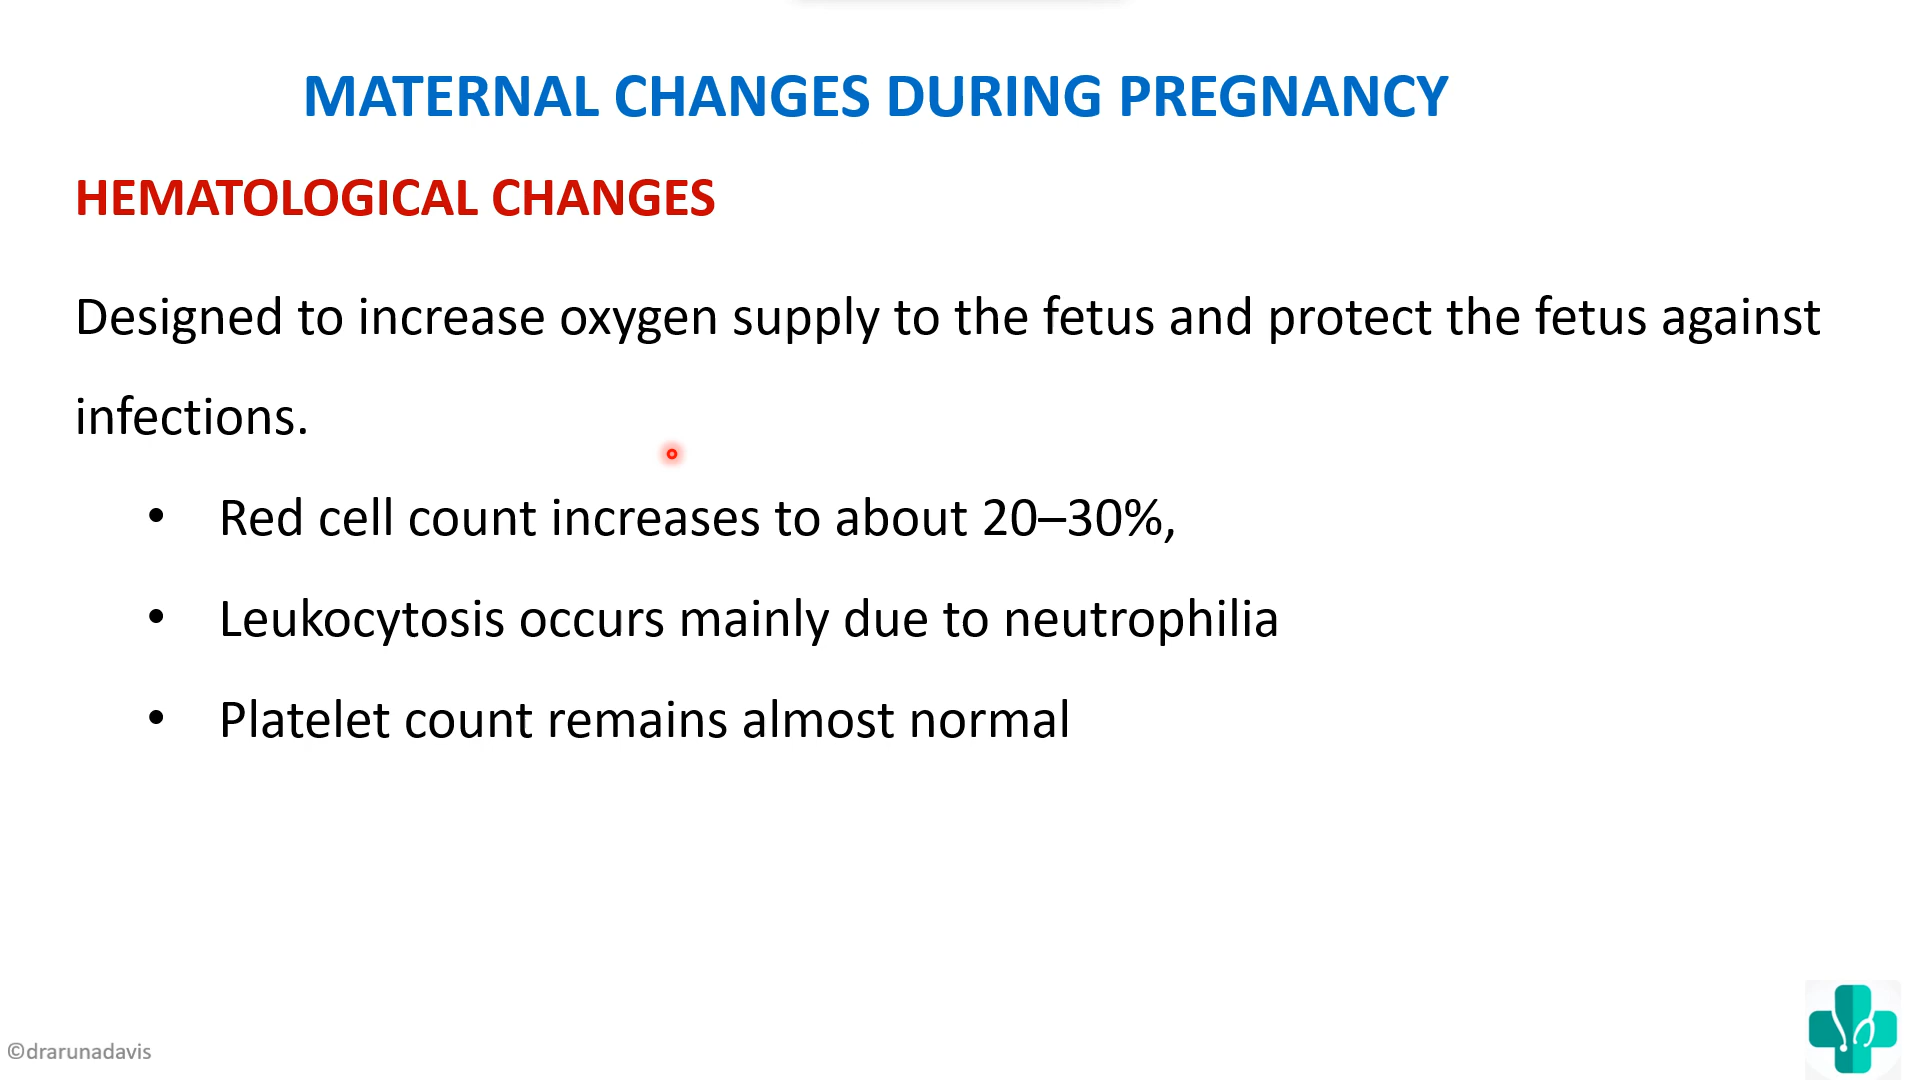 MATERNAL CHANGES DURING PREGNANCY
HEMATOLOGICAL CHANGES
Designed to increase oxygen supply to the fetus and protect the fetus against
infections.
• Red cell count increases to about 20–30%,
• Leukocytosis occurs mainly due to neutrophilia
• Platelet count remains almost normal
©drarunadavis